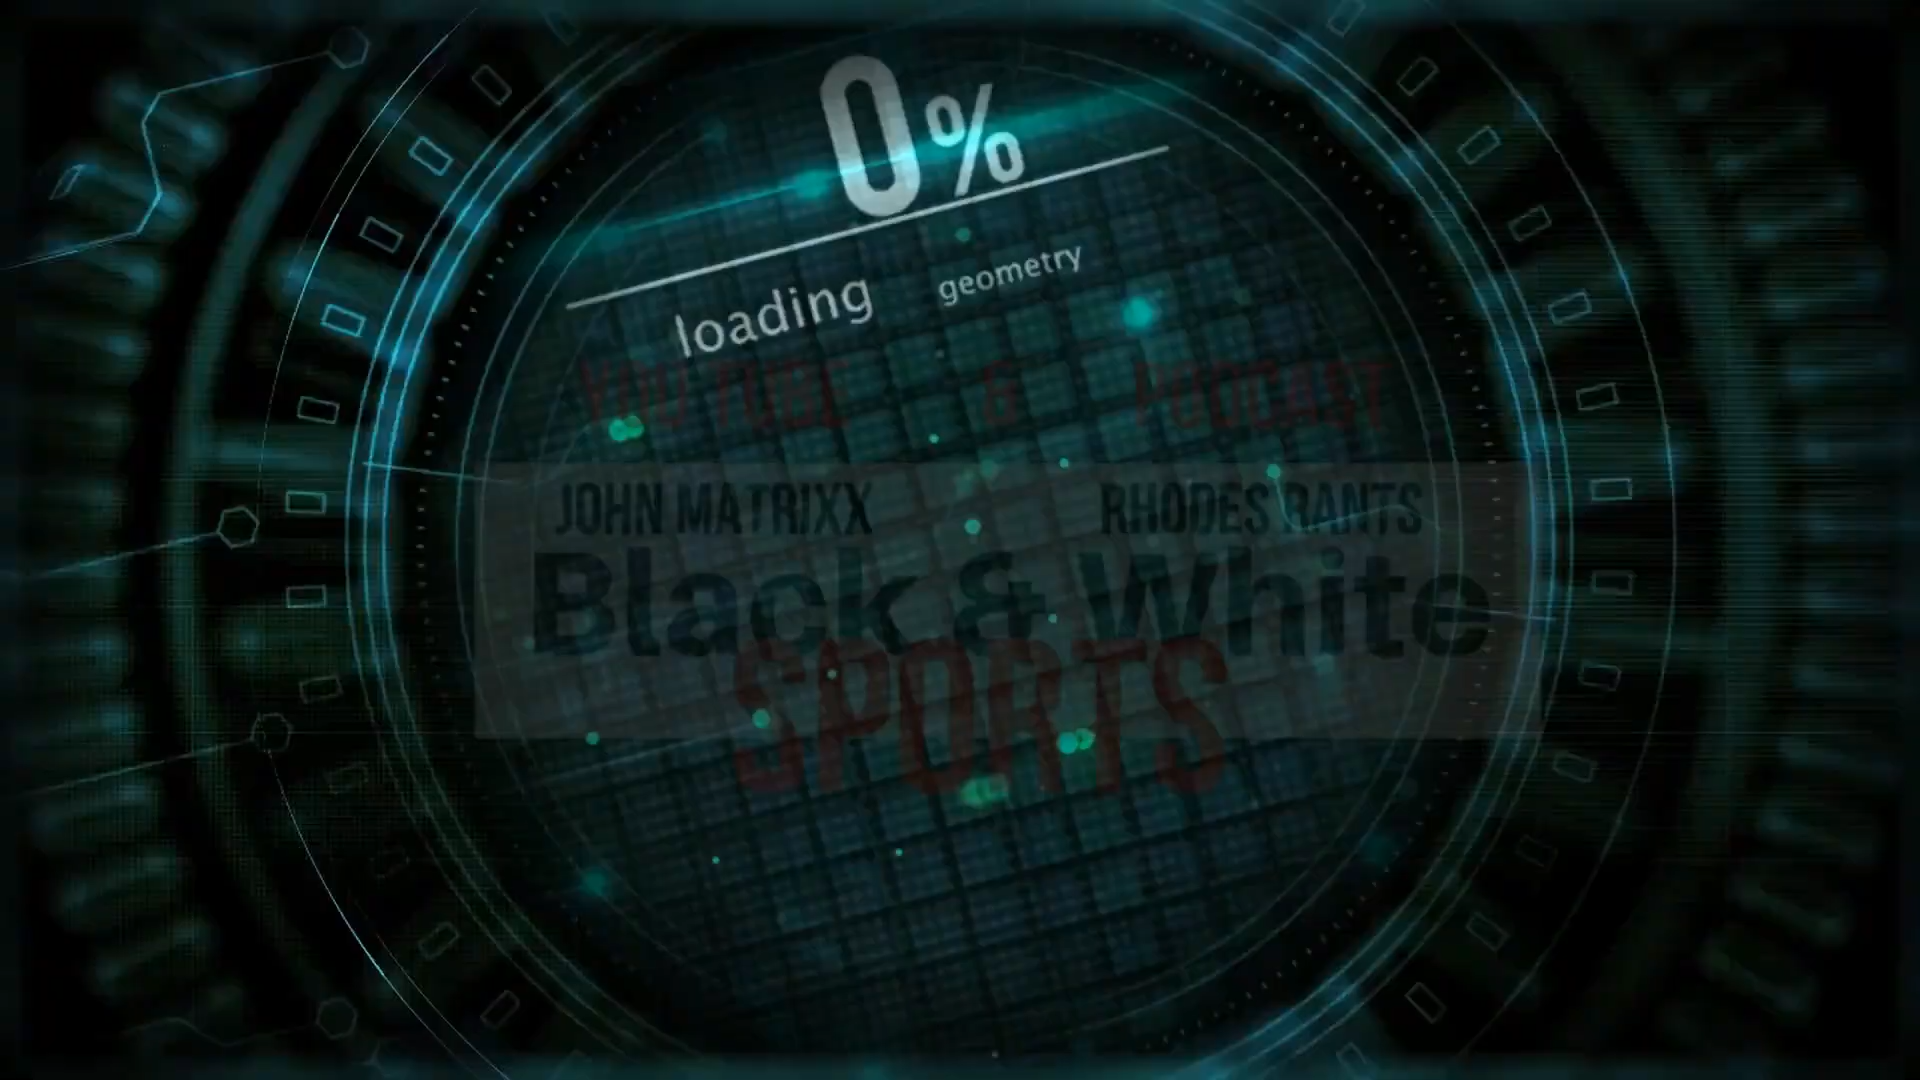 0%
loading geometry
YOU TUBE & PODCAST
JOHN MATRIXX RHODES RANTS
Black & White
SPORTS